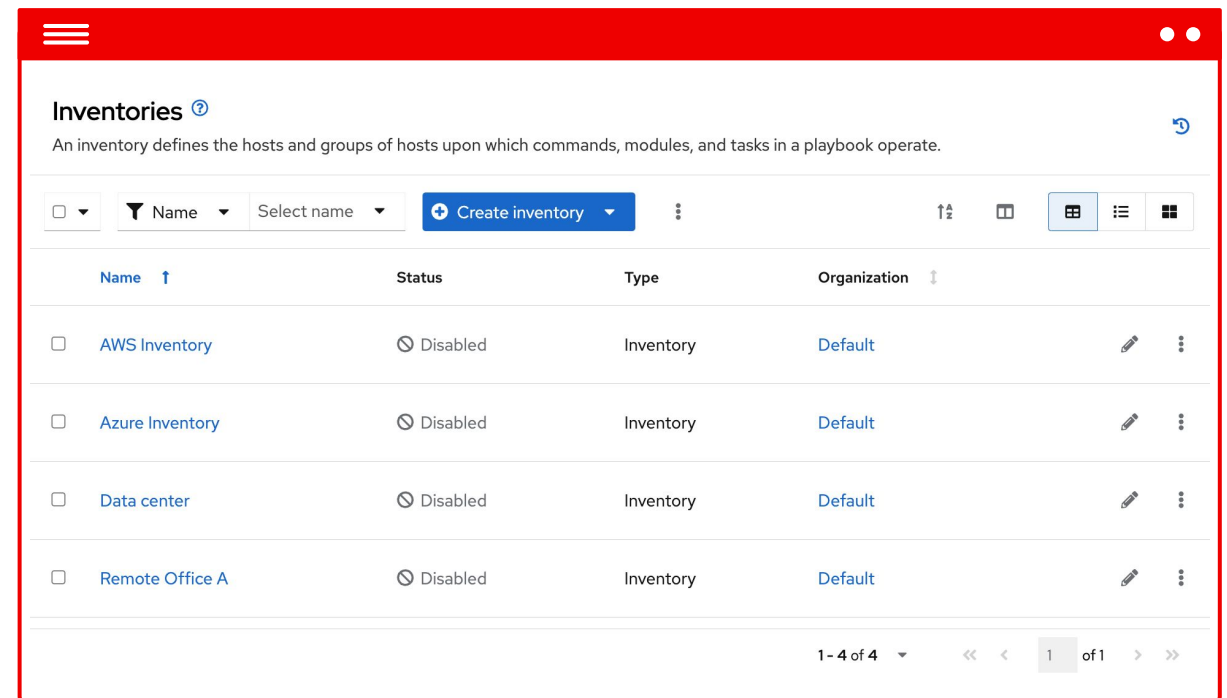 Inventories
An inventory defines the hosts and groups of hosts upon which commands, modules, and tasks in a playbook operate.
Name Select name Create inventory
Name Status Type Organization
AWS Inventory Disabled Inventory Default
Azure Inventory Disabled Inventory Default
Data center Disabled Inventory Default
Remote Office A Disabled Inventory Default
1 - 4 of 4 1 of 1